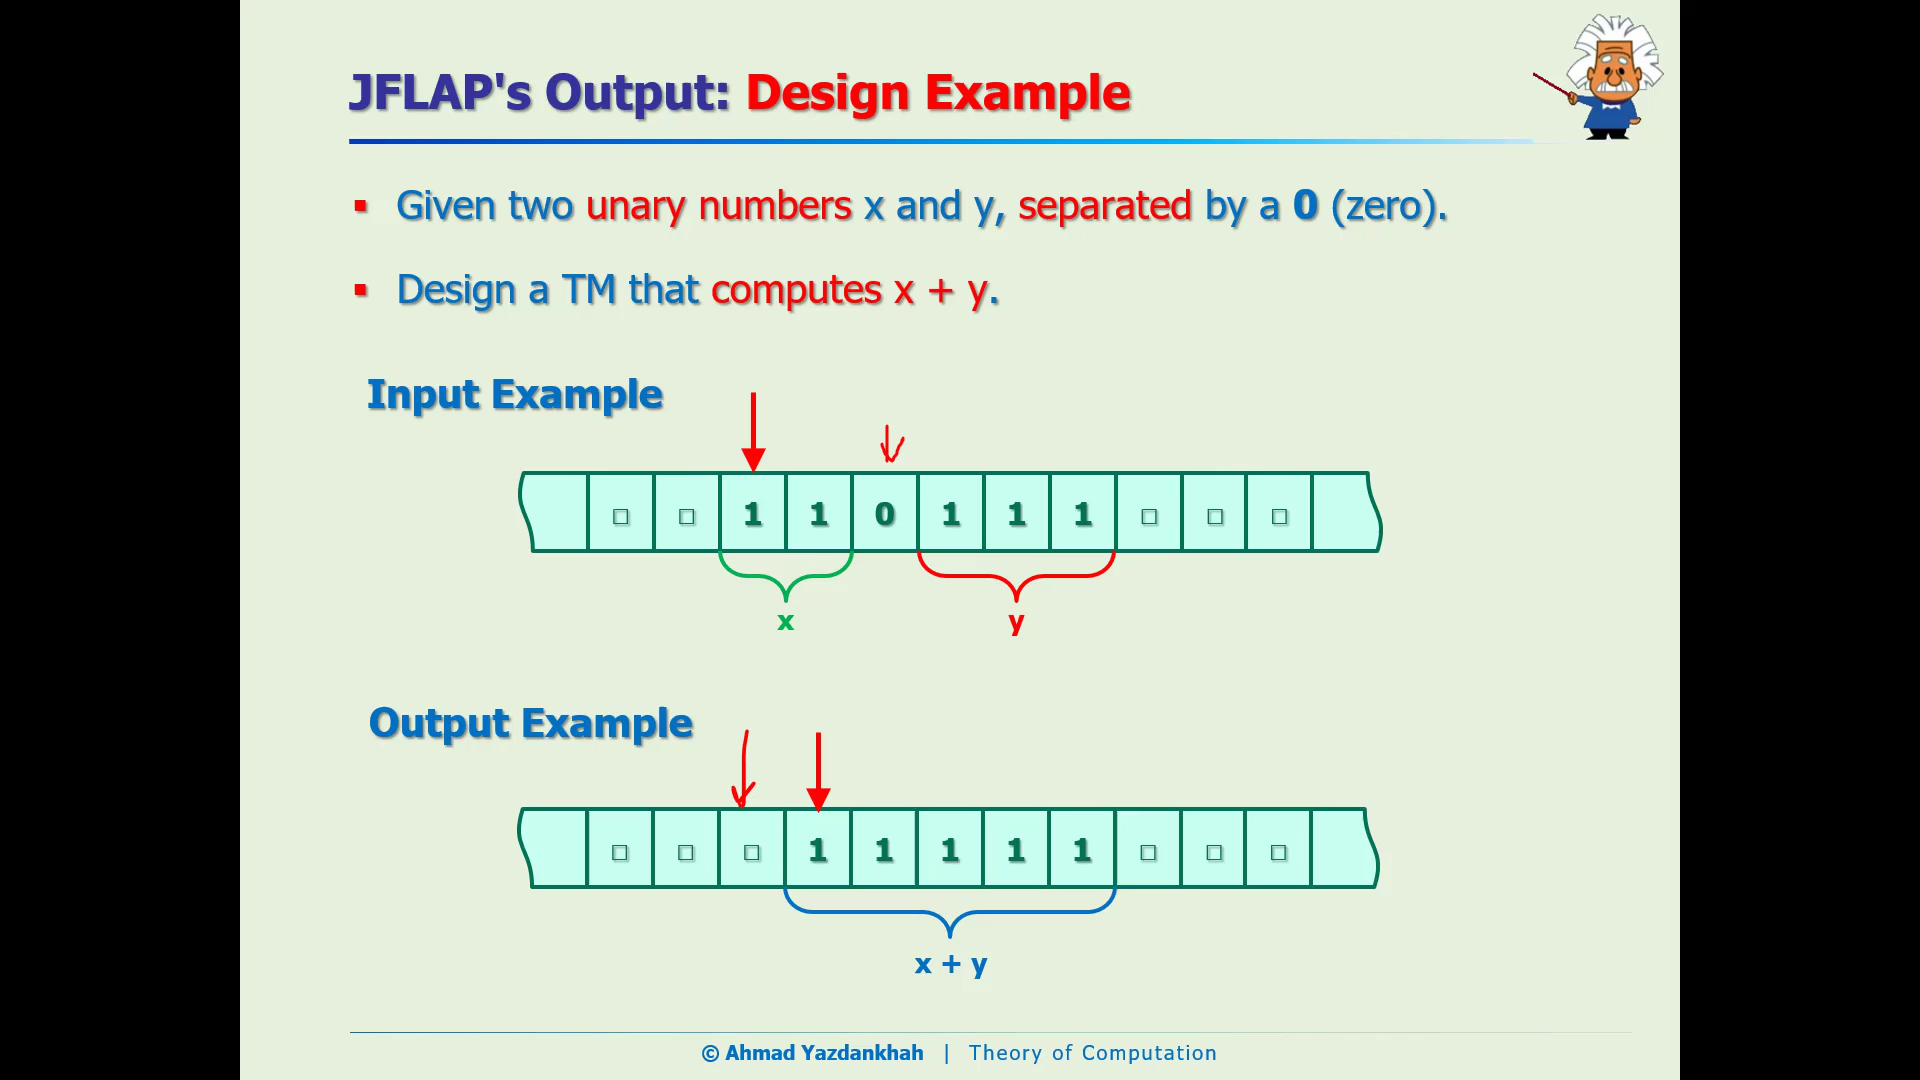 JFLAP's Output: Design Example
▪ Given two unary numbers x and y, separated by a 0 (zero).
▪ Design a TM that computes x + y.
Input Example
□ □ 1 1 0 1 1 1 □ □ □
x y
Output Example
□ □ □ 1 1 1 1 1 □ □ □
x + y
© Ahmad Yazdankhah | Theory of Computation